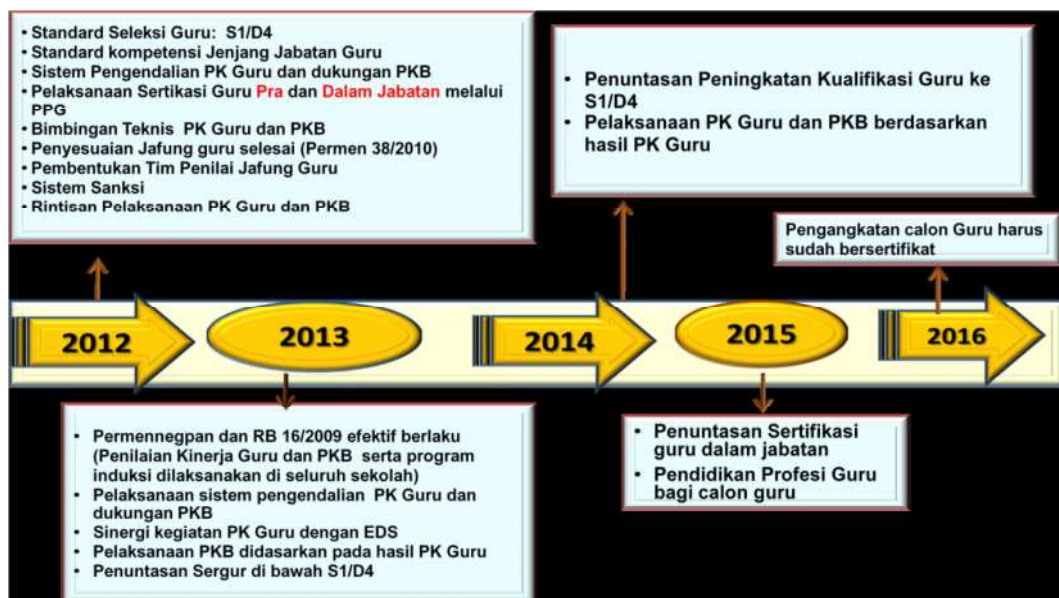 • Standard Seleksi Guru: S1/D4
• Standard kompetensi Jenjang Jabatan Guru
• Sistem Pengendalian PK Guru dan dukungan PKB
• Pelaksanaan Sertikasi Guru Pra dan Dalam Jabatan melalui
PPG
• Bimbingan Teknis PK Guru dan PKB
• Penyesuaian Jafung guru selesai (Permen 38/2010)
• Pembentukan Tim Penilai Jafung Guru
• Sistem Sanksi
• Rintisan Pelaksanaan PK Guru dan PKB
• Penuntasan Peningkatan Kualifikasi Guru ke
S1/D4
• Pelaksanaan PK Guru dan PKB berdasarkan
hasil PK Guru
Pengangkatan calon Guru harus
sudah bersertifikat
2012
2013
2014
2015
2016
• Permennegpan dan RB 16/2009 efektif berlaku
(Penilaian Kinerja Guru dan PKB serta program
induksi dilaksanakan di seluruh sekolah)
• Pelaksanaan sistem pengendalian PK Guru dan
dukungan PKB
• Sinergi kegiatan PK Guru dengan EDS
• Pelaksanaan PKB didasarkan pada hasil PK Guru
• Penuntasan Sergur di bawah S1/D4
• Penuntasan Sertifikasi
guru dalam jabatan
• Pendidikan Profesi Guru
bagi calon guru